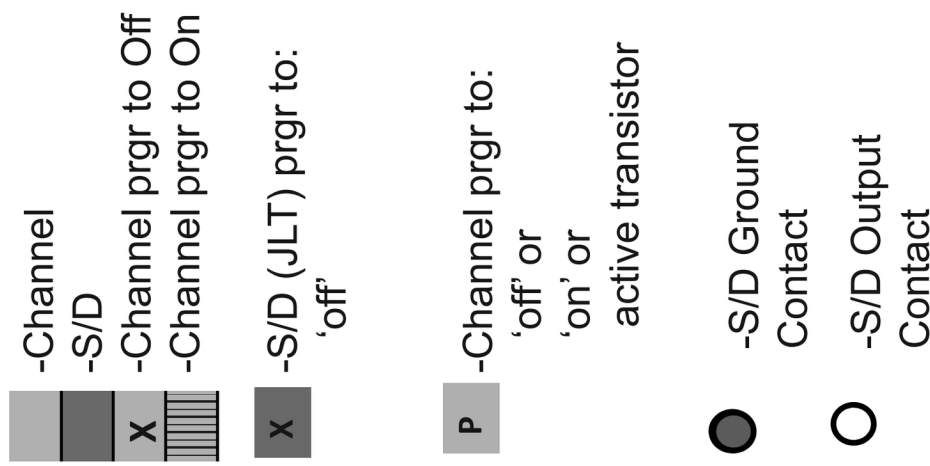 -Channel
-S/D
X -Channel prgr to Off
-Channel prgr to On
X -S/D (JLT) prgr to:
‘off’
P -Channel prgr to:
‘off’ or
‘on’ or
active transistor
-S/D Ground
Contact
-S/D Output
Contact